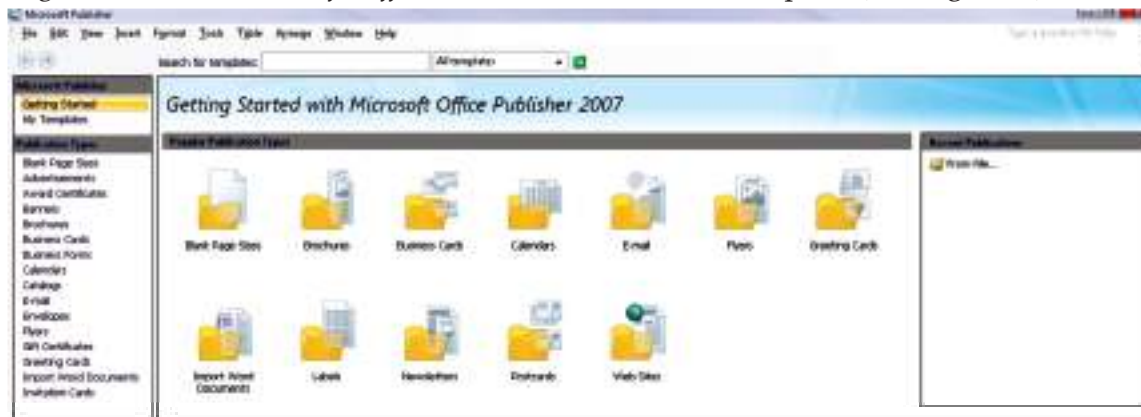 Microsoft Publisher
File Edit View Insert Format Tools Table Arrange Window Help
Search for templates: All templates
Microsoft Publisher
Getting Started
My Templates
Getting Started with Microsoft Office Publisher 2007
Publication Types
Blank Page Sizes
Advertisements
Award Certificates
Banners
Brochures
Business Cards
Business Forms
Calendars
Catalogs
E-mail
Envelopes
Flyers
Gift Certificates
Greeting Cards
Import Word Documents
Invitation Cards
Popular Publication Types
Blank Page Sizes
Brochures
Business Cards
Calendars
E-mail
Flyers
Greeting Cards
Import Word
Documents
Labels
Newsletters
Postcards
Web Sites
Recent Publications
From File...